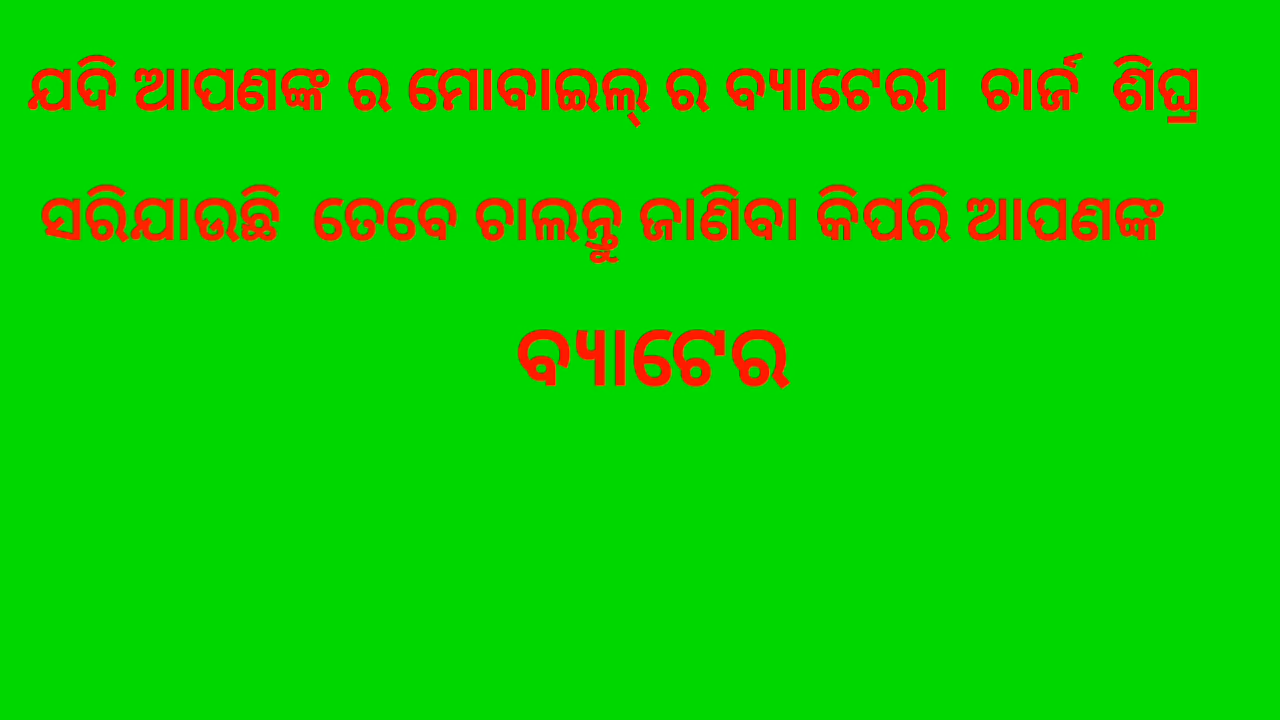 ଯଦି ଆପଣଙ୍କ ର ମୋବାଇଲ୍ ର ବ୍ୟାଟେରୀ ଚାର୍ଜ ଶିଘ୍ର
ସରିଯାଉଛି ତେବେ ଚାଲନ୍ତୁ ଜାଣିବା କିପରି ଆପଣଙ୍କ
ବ୍ୟାଟେର